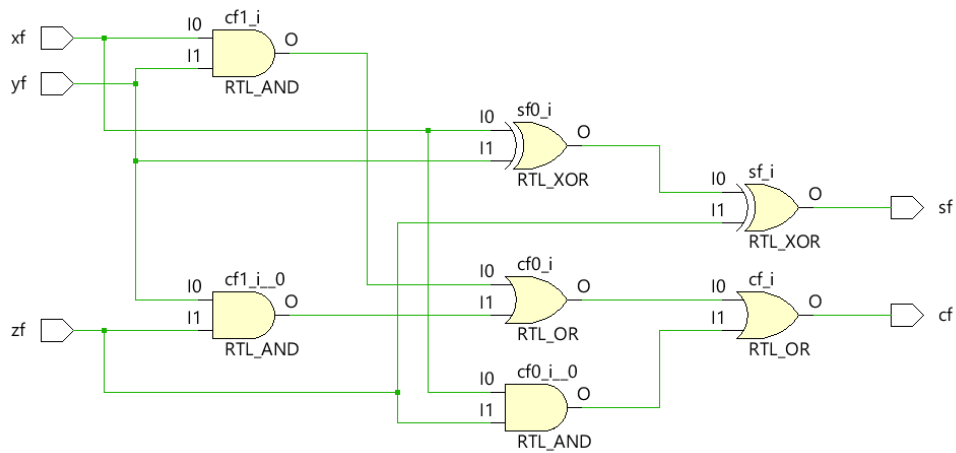 cf1_i
xf
I0
O
I1
yf
RTL_AND
sf0_i
I0
O
I1
RTL_XOR
sf_i
I0
O
I1
sf
RTL_XOR
cf1_i__0
I0
O
I1
zf
RTL_AND
cf0_i
I0
O
I1
RTL_OR
cf_i
I0
O
I1
cf
RTL_OR
cf0_i__0
I0
O
I1
RTL_AND